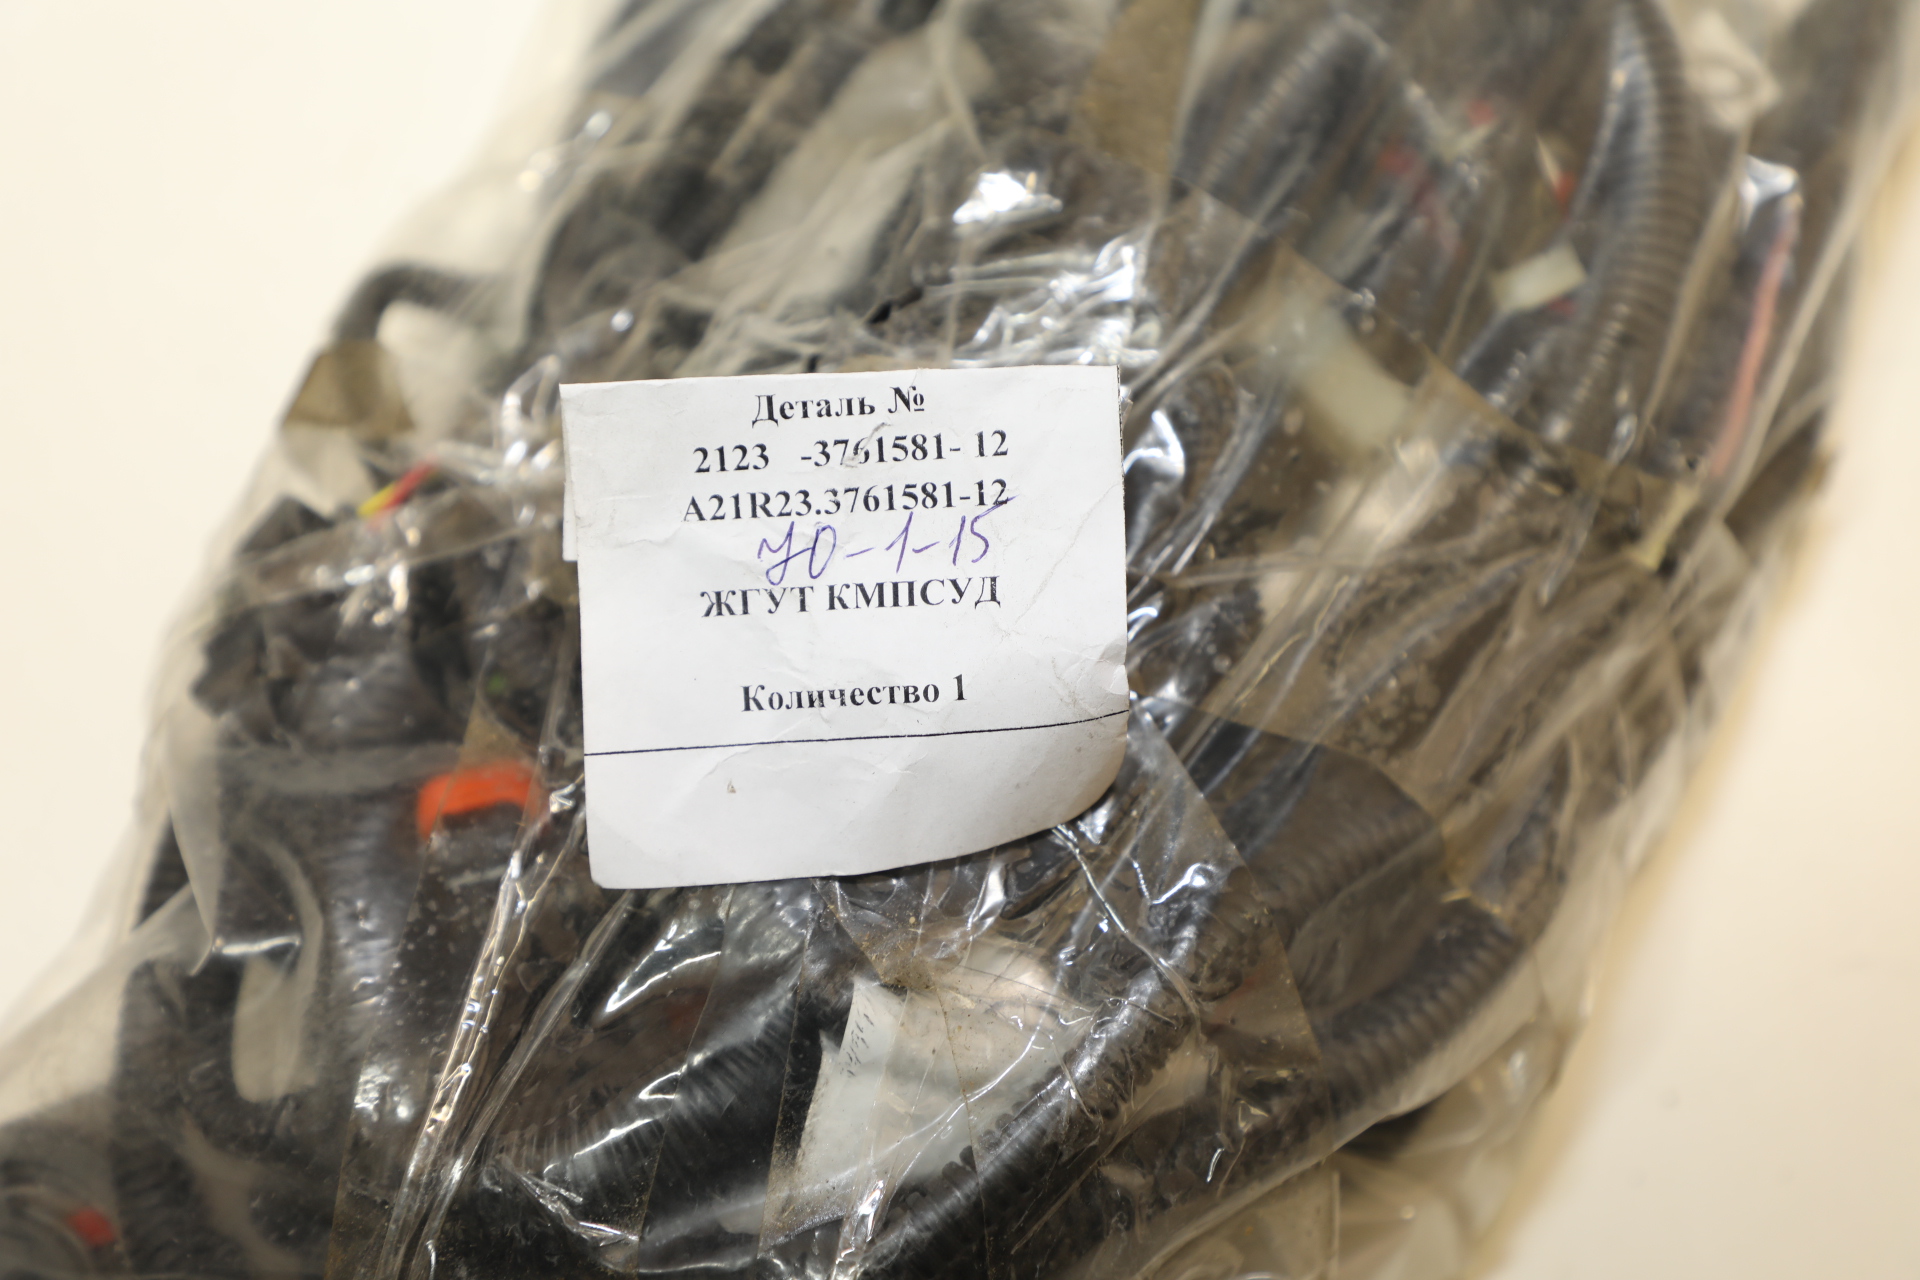 Деталь №
2123 -3761581- 12
A21R23.3761581-12
70-1-15
ЖГУТ КМПСУД
Количество 1